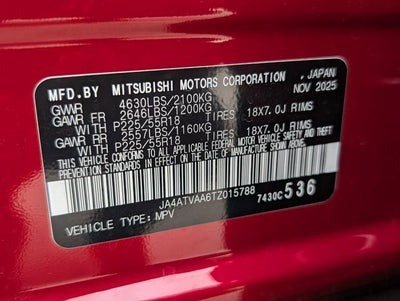 MFD.BY MITSUBISHI MOTORS CORPORATION , JAPAN
NOV 2025
GVWR 4630LBS/2100KG
GAWR FR 2646LBS/1200KG
WITH P225/55R18 TIRES 18X7.0J RIMS
GAWR RR 2557LBS/1160KG
WITH P225/55R18 TIRES 18X7.0J RIMS
THIS VEHICLE CONFORMS TO ALL APPLICABLE FEDERAL MOTOR VEHICLE SAFETY, BUMPER AND THEFT
PREVENTION STANDARDS IN EFFECT ON THE DATE OF MANUFACTURE SHOWN ABOVE.
JA4ATVAA6TZ015788
VEHICLE TYPE: MPV
7430C536